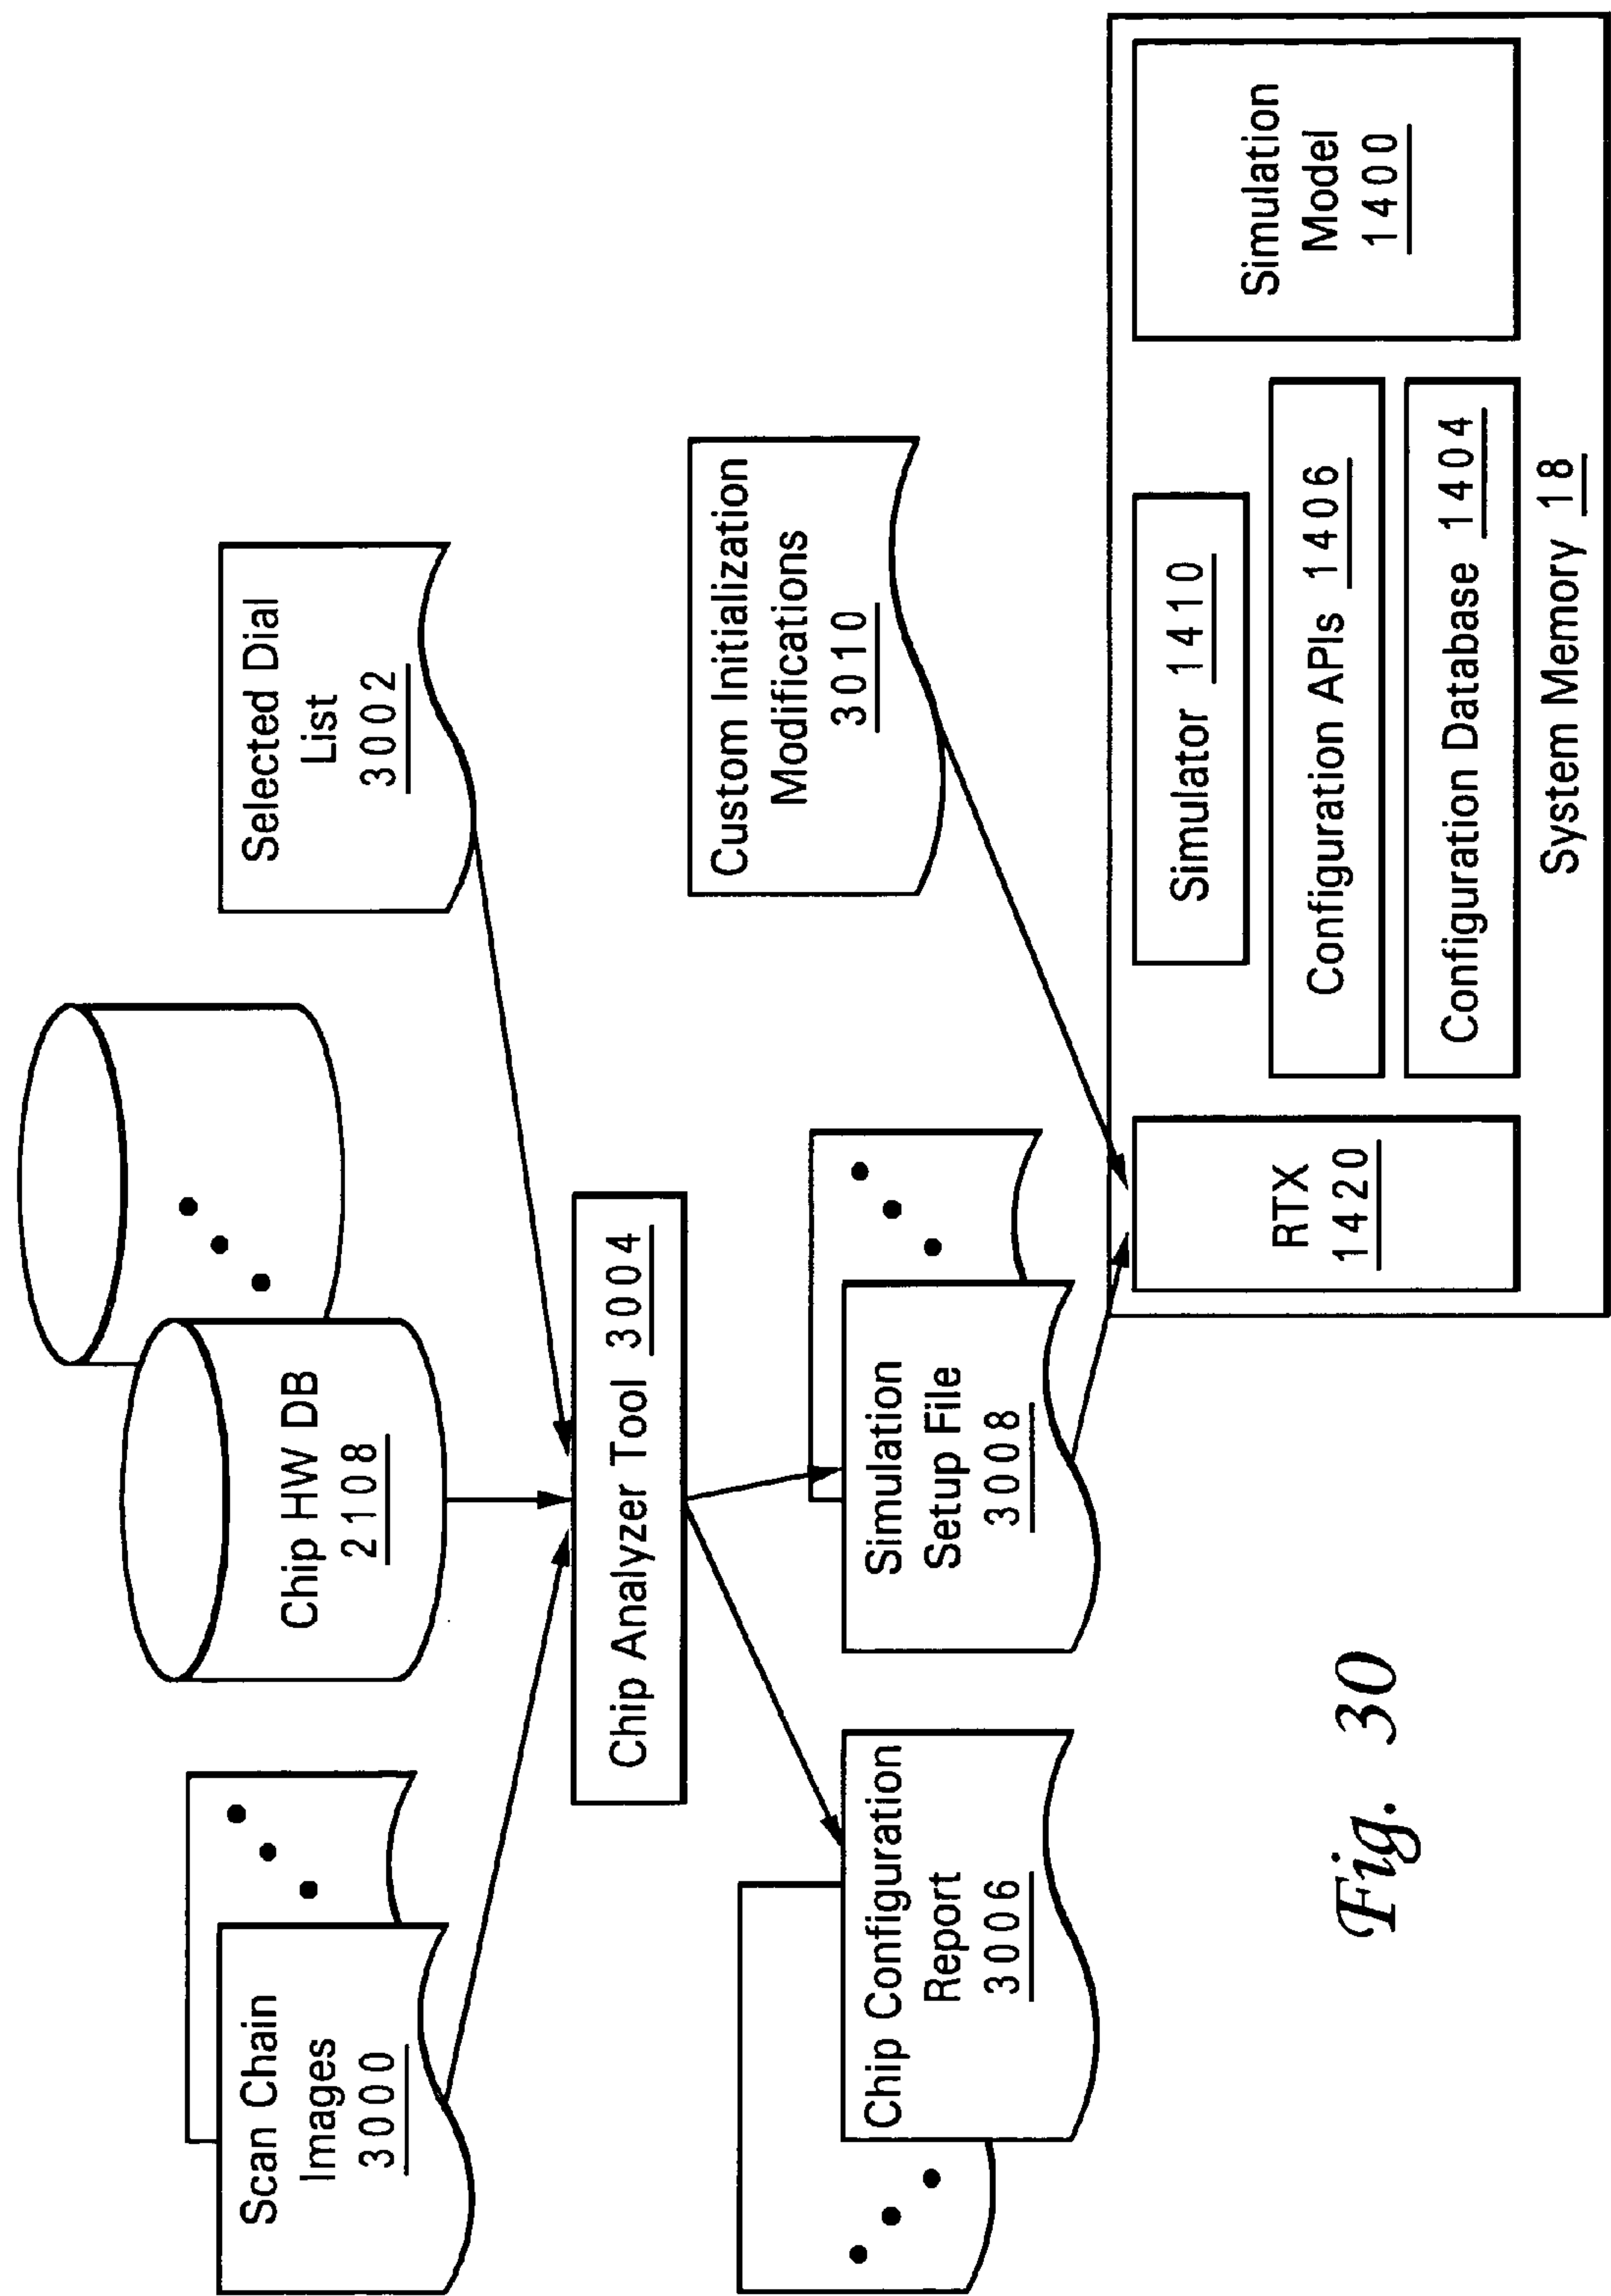 Scan Chain
Images
3000
Chip HW DB
2108
Selected Dial
List
3002
Chip Analyzer Tool 3004
Chip Configuration
Report
3006
Simulation
Setup File
3008
Custom Initialization
Modifications
3010
RTX
1420
Simulator 1410
Configuration APIs 1406
Configuration Database 1404
Simulation
Model
1400
System Memory 18
Fig. 30